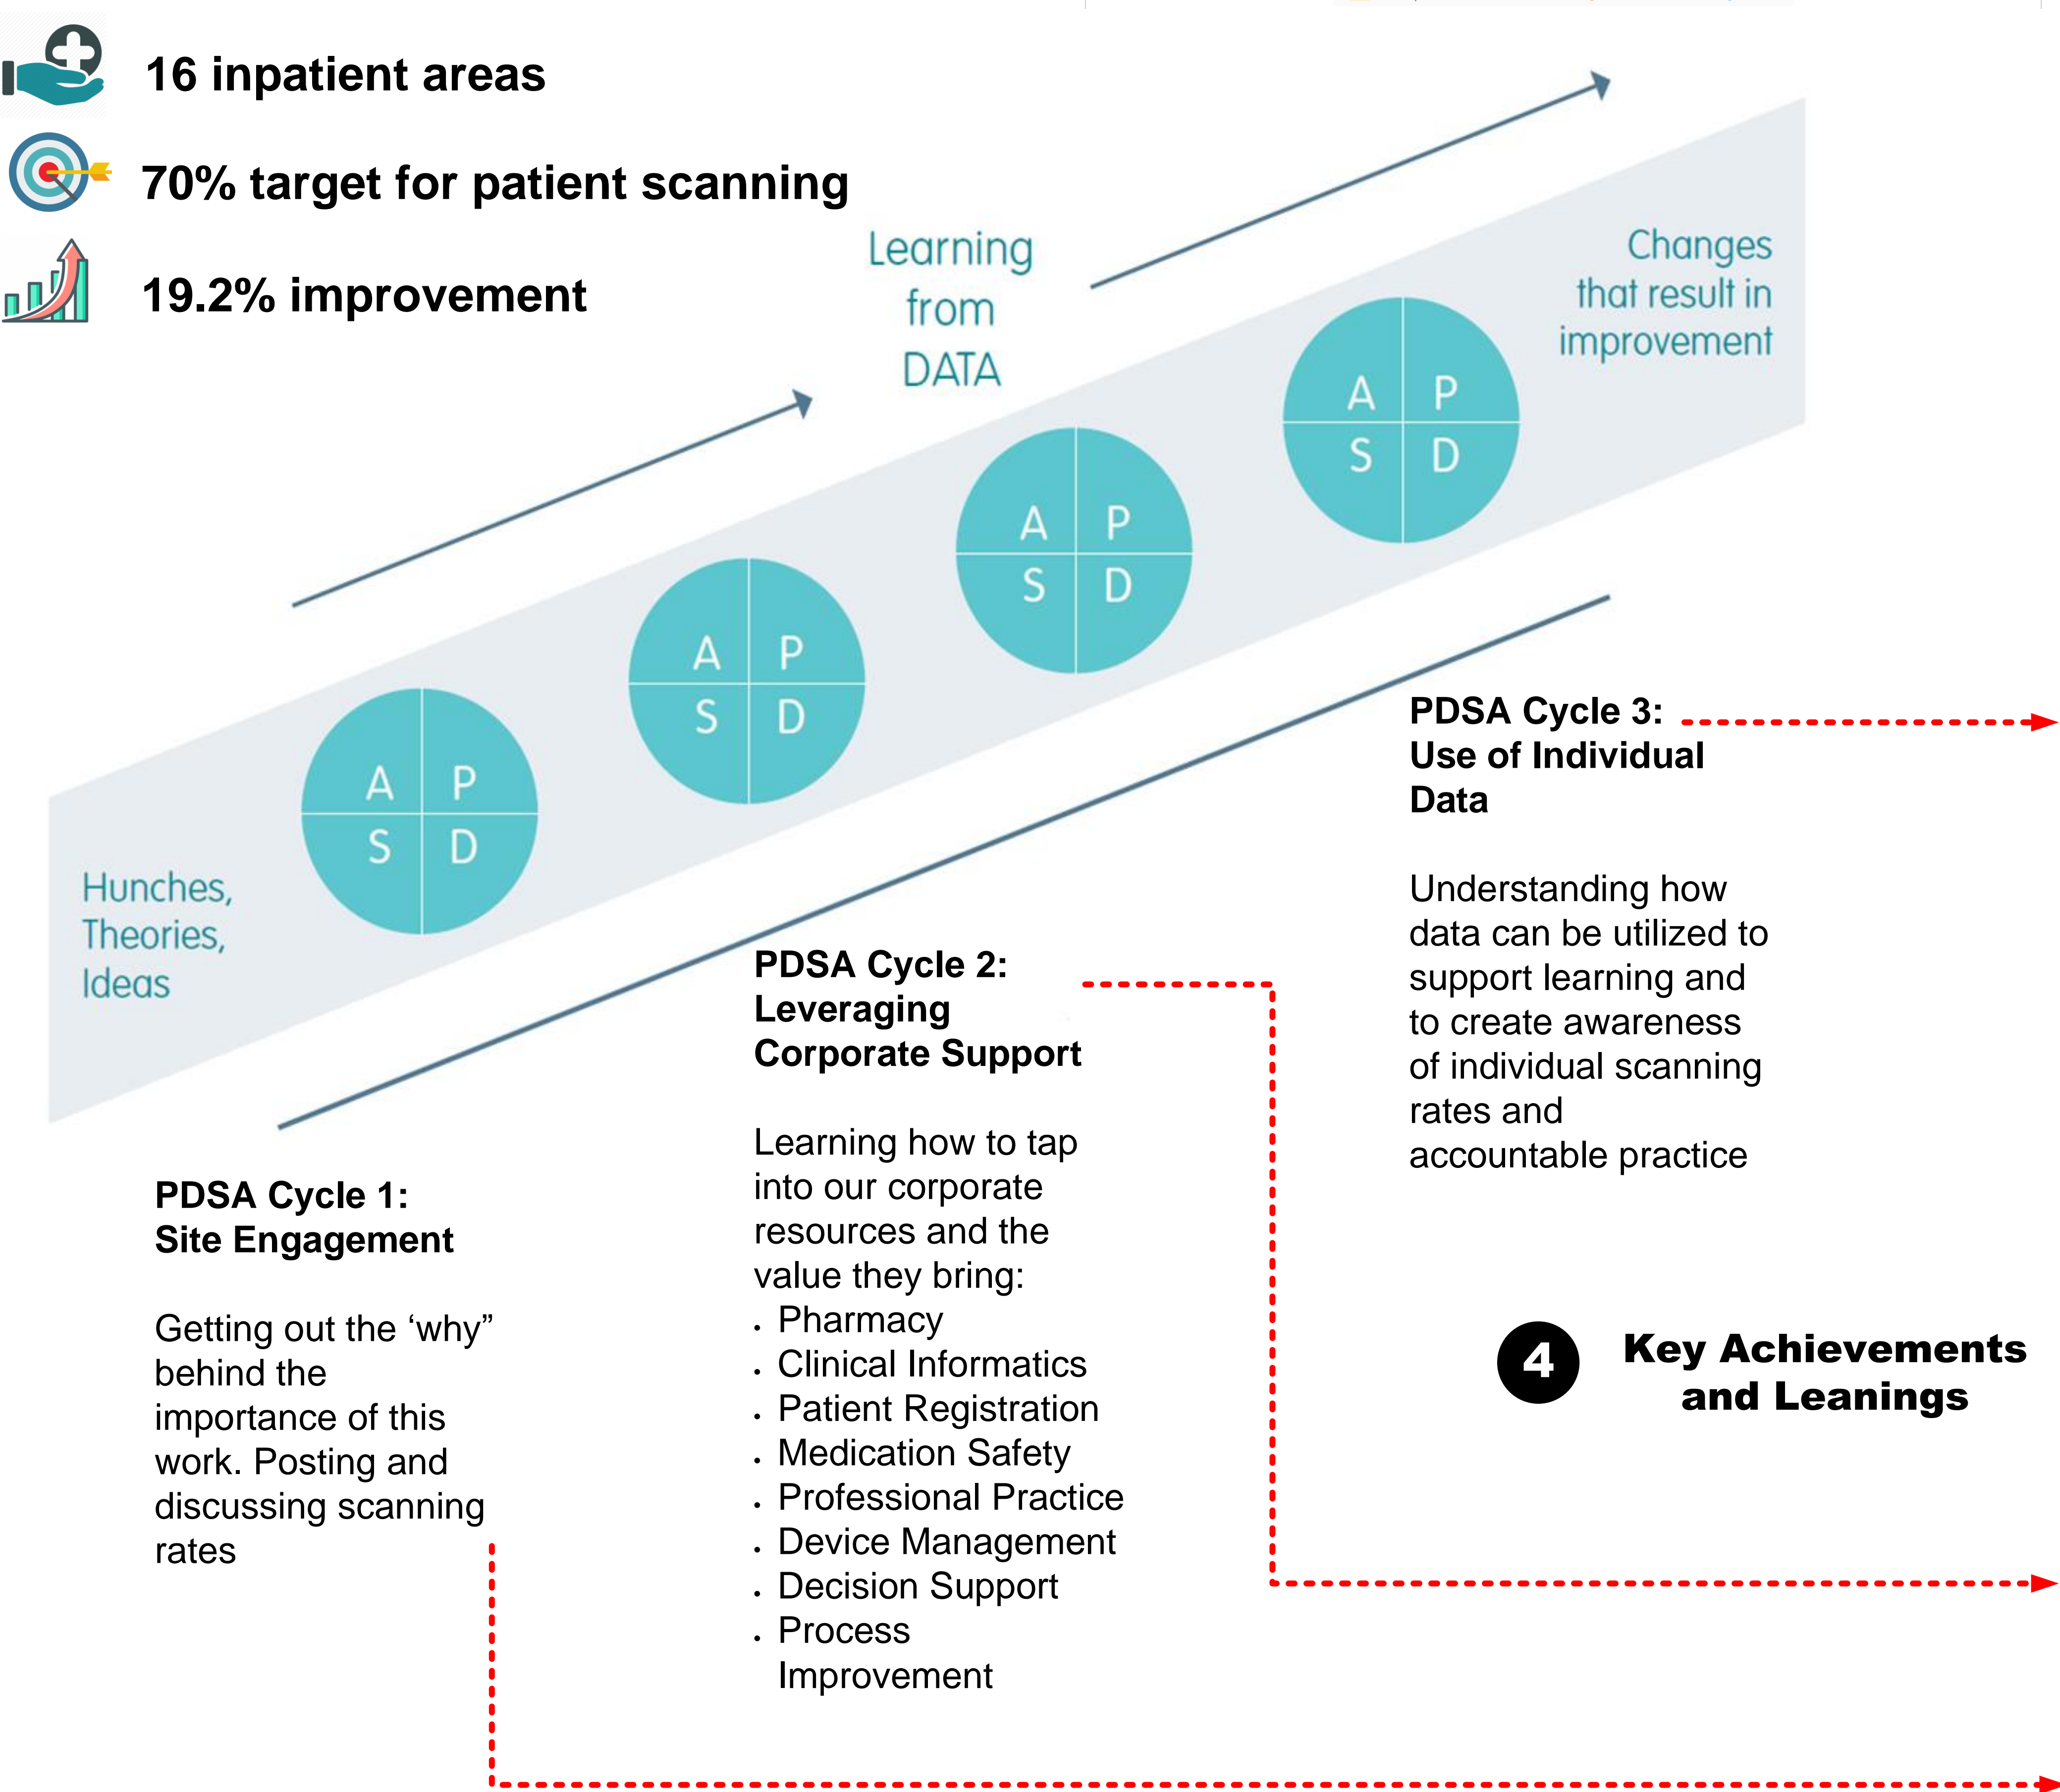 16 inpatient areas
70% target for patient scanning
19.2% improvement
Learning
from
DATA
Changes
that result in
improvement
A P
S D
A P
S D
A P
S D
A P
S D
Hunches,
Theories,
Ideas
PDSA Cycle 1:
Site Engagement
Getting out the ‘why”
behind the
importance of this
work. Posting and
discussing scanning
rates
PDSA Cycle 2:
Leveraging
Corporate Support
Learning how to tap
into our corporate
resources and the
value they bring:
• Pharmacy
• Clinical Informatics
• Patient Registration
• Medication Safety
• Professional Practice
• Device Management
• Decision Support
• Process
Improvement
PDSA Cycle 3:
Use of Individual
Data
Understanding how
data can be utilized to
support learning and
to create awareness
of individual scanning
rates and
accountable practice
4 Key Achievements
and Leanings